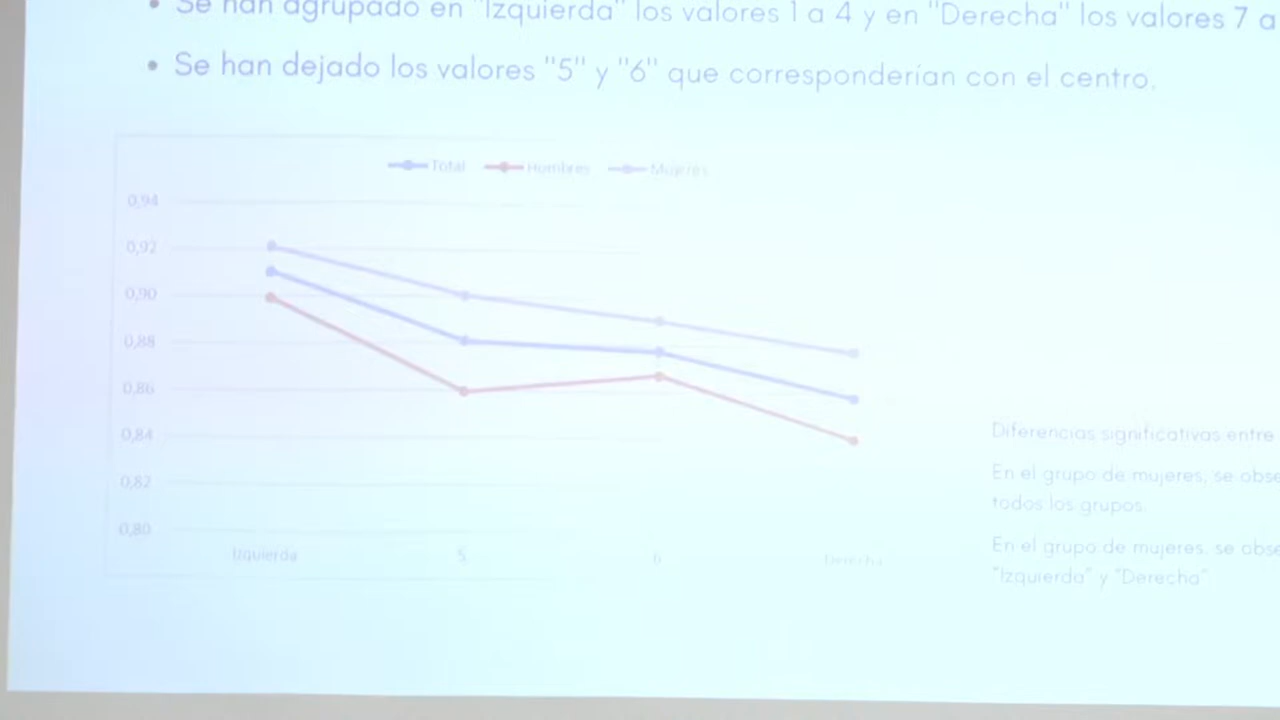 • Se han agrupado en "Izquierda" los valores 1 a 4 y en "Derecha" los valores 7 a
• Se han dejado los valores "5" y "6" que corresponderían con el centro.
Total Hombres Mujeres
0,94
0,92
0,90
0,88
0,86
0,84
0,82
0,80
Izquierda 5 6 Derecha
Diferencias significativas entre
En el grupo de mujeres, se obse
todos los grupos.
En el grupo de mujeres, se obse
"Izquierda" y "Derecha"